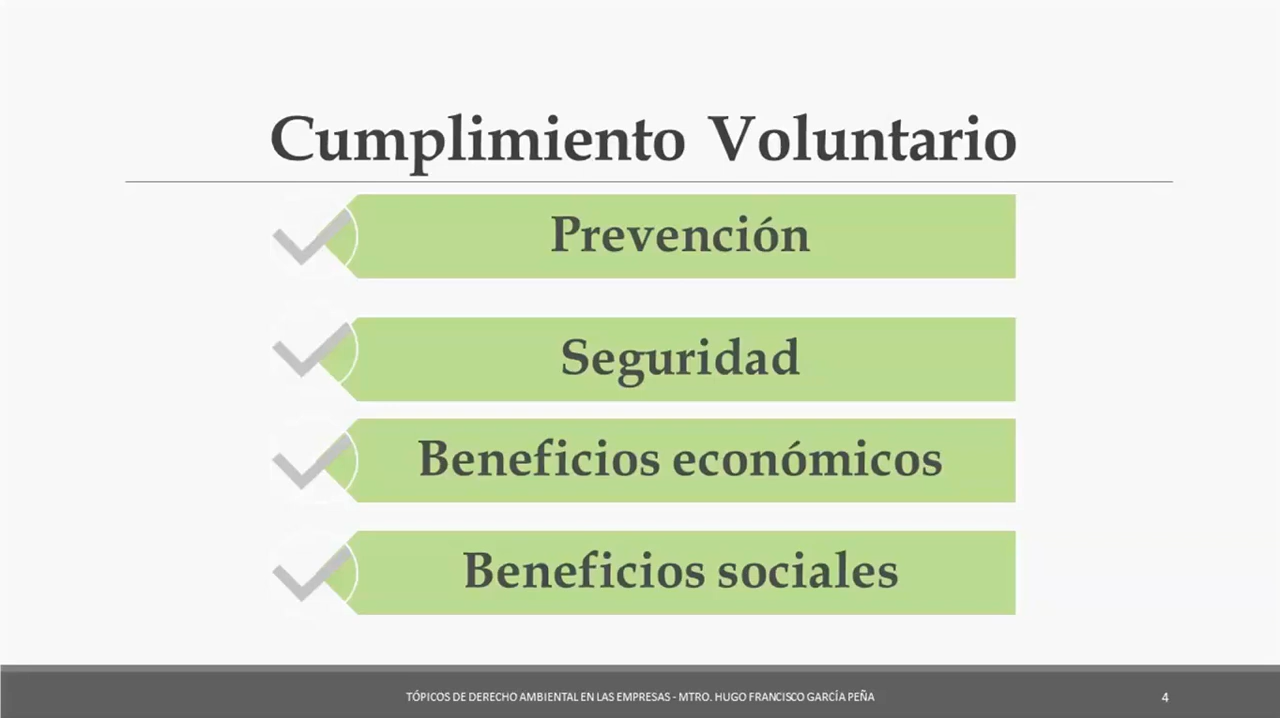 Cumplimiento Voluntario
Prevención
Seguridad
Beneficios económicos
Beneficios sociales
TÓPICOS DE DERECHO AMBIENTAL EN LAS EMPRESAS - MTRO. HUGO FRANCISCO GARCÍA PEÑA
4